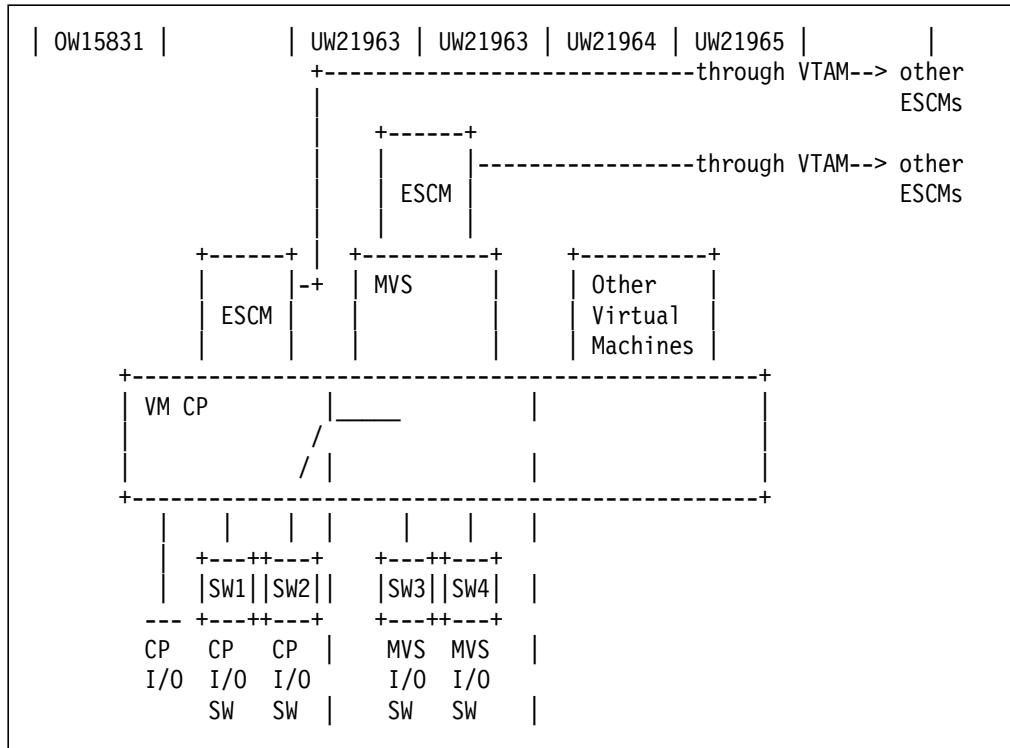 | OW15831 | | UW21963 | UW21963 | UW21964 | UW21965 | |
+-----------------------------through VTAM--> other
| ESCMs
| +------+
| | |-----------------through VTAM--> other
| | ESCM | ESCMs
| | |
+------+ | +----------+ +----------+
| |-+ | MVS | | Other |
| ESCM | | | | Virtual |
| | | | | Machines |
+-------------------------------------------------+
| VM CP |_____ | |
| / |
| / | | |
+-------------------------------------------------+
| | | | | | |
| +---++---+ +---++---+
| |SW1||SW2|| |SW3||SW4| |
--- +---++---+ +---++---+
CP CP CP | MVS MVS |
I/O I/O I/O I/O I/O
SW SW | SW SW |